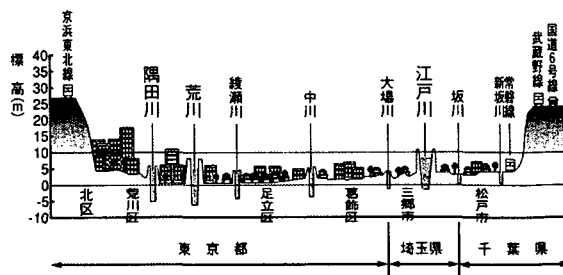 京浜東北線
国道6号線
武蔵野線
標高(m)
40
35
30
25
20
15
10
5
0
-5
-10
隅田川
荒川
綾瀬川
中川
大場川
江戸川
坂川
新坂川
常磐線
北区
荒川区
足立区
葛飾区
三郷市
松戸市
東京都
埼玉県
千葉県